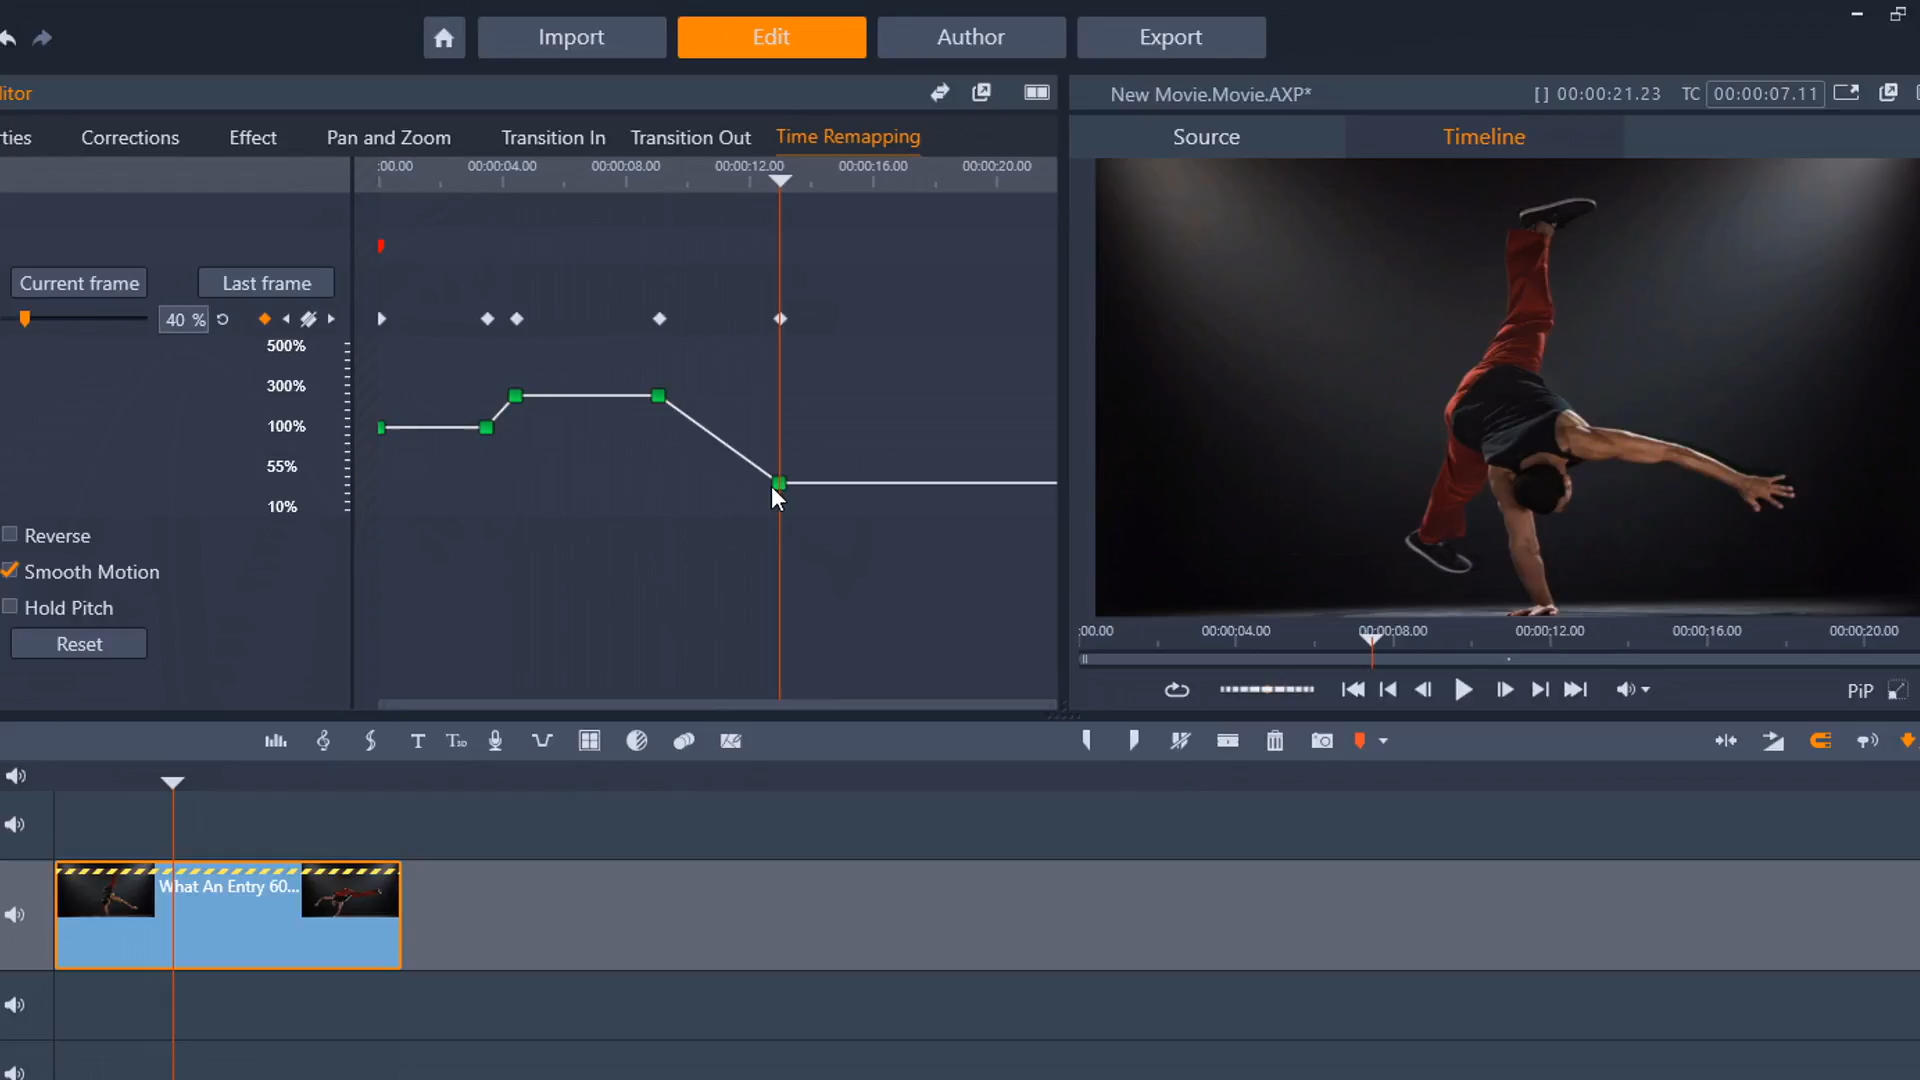 Import
Edit
Author
Export
itor
New Movie.Movie.AXP*
[] 00:00:21.23
TC 00:00:07.11
ties
Corrections
Effect
Pan and Zoom
Transition In
Transition Out
Time Remapping
Source
Timeline
:00.00
00:00:04.00
00:00:08.00
00:00:12.00
00:00:16.00
00:00:20.00
Current frame
Last frame
40 %
500%
300%
100%
55%
10%
Reverse
Smooth Motion
Hold Pitch
Reset
:00.00
00:00:04.00
00:00:08.00
00:00:12.00
00:00:16.00
00:00:20.00
PiP
T
T3D
What An Entry 60...